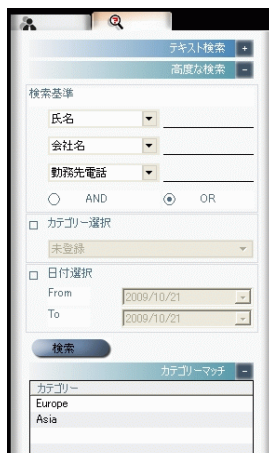 テキスト検索 +
高度な検索 -
検索基準
氏名
会社名
勤務先電話
AND OR
カテゴリー選択
未登録
日付選択
From 2009/10/21
To 2009/10/21
検索
カテゴリーマッチ -
カテゴリー
Europe
Asia